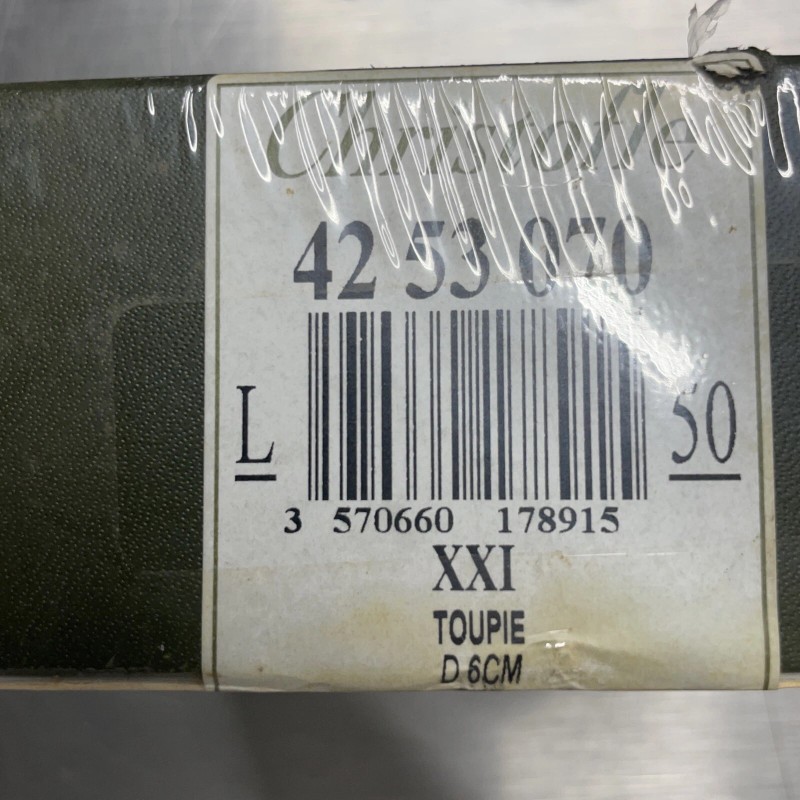 Christofle
42 53 070
L 50
3 570660 178915
XXI
TOUPIE
D 6CM